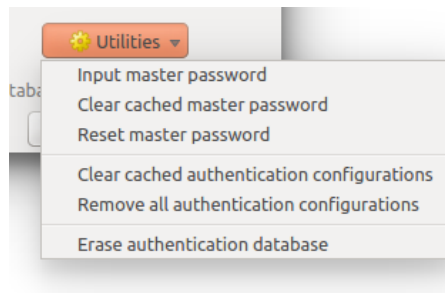 Utilities
Input master password
Clear cached master password
Reset master password
Clear cached authentication configurations
Remove all authentication configurations
Erase authentication database